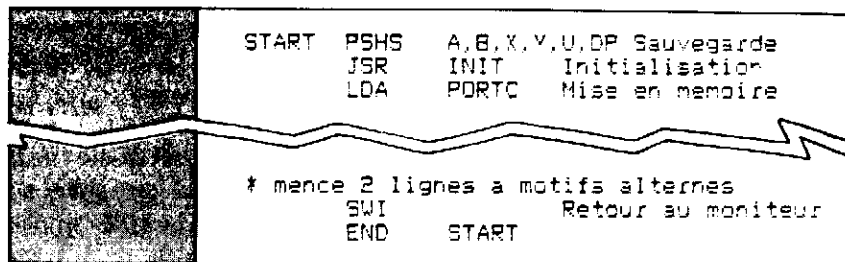 START PSHS A,B,X,Y,U,DP Sauvegarde
JSR INIT Initialisation
LDA PORTC Mise en memoire
* mence 2 lignes a motifs alternes
SWI Retour au moniteur
END START